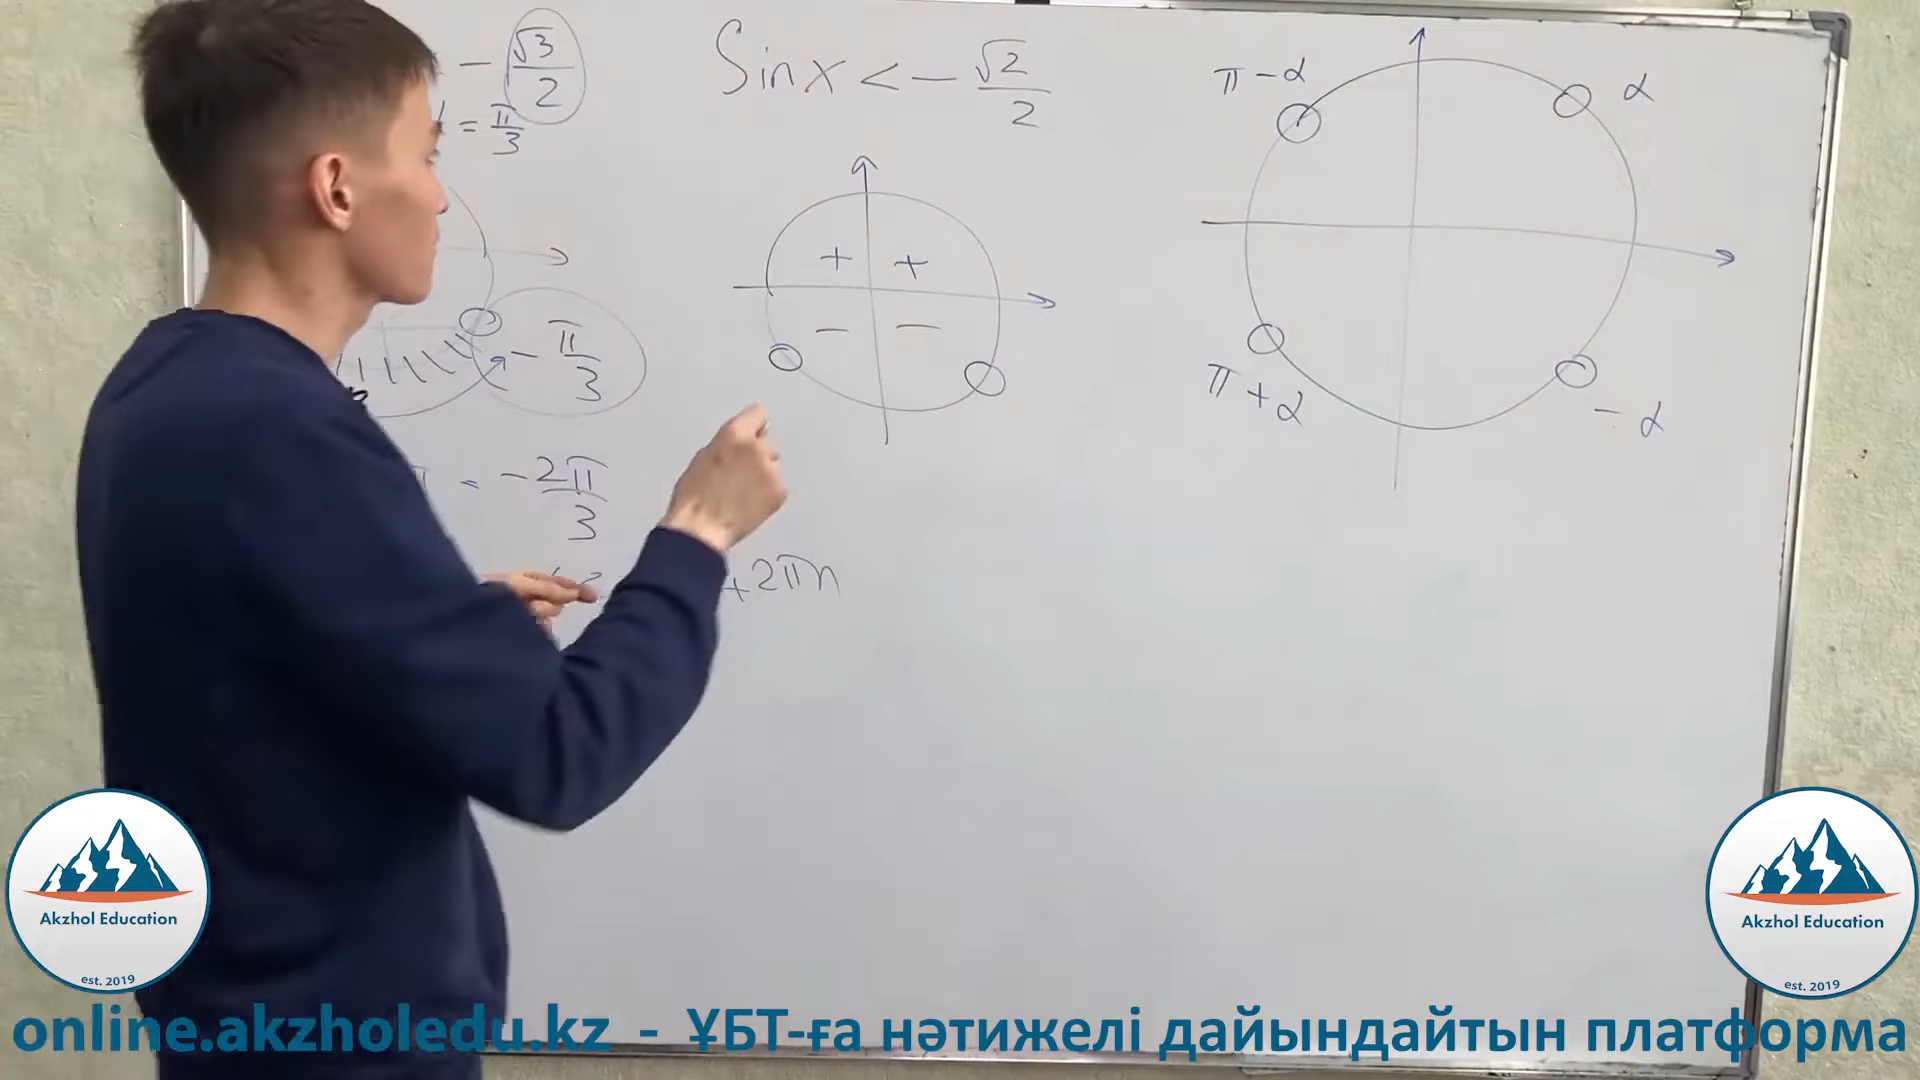 - √3/2
= π/3
- π/3
= -2π/3
+2πn
Sinx < - √2/2
+ +
- -
π-α
α
π+α
-α
Akzhol Education
est. 2019
Akzhol Education
est. 2019
online.akzholedu.kz - ҰБТ-ға нәтижелі дайындайтын платформа